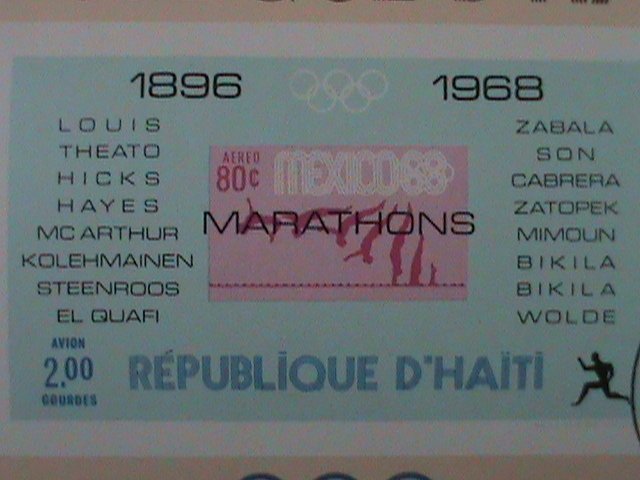 1896
1968
LOUIS
THEATO
HICKS
HAYES
MC ARTHUR
KOLEHMAINEN
STEENROOS
EL QUAFI
AEREO
80¢
MEXICO68
MARATHONS
ZABALA
SON
CABRERA
ZATOPEK
MIMOUN
BIKILA
BIKILA
WOLDE
AVION
2.00
GOURDES
RÉPUBLIQUE D'HAÏTI